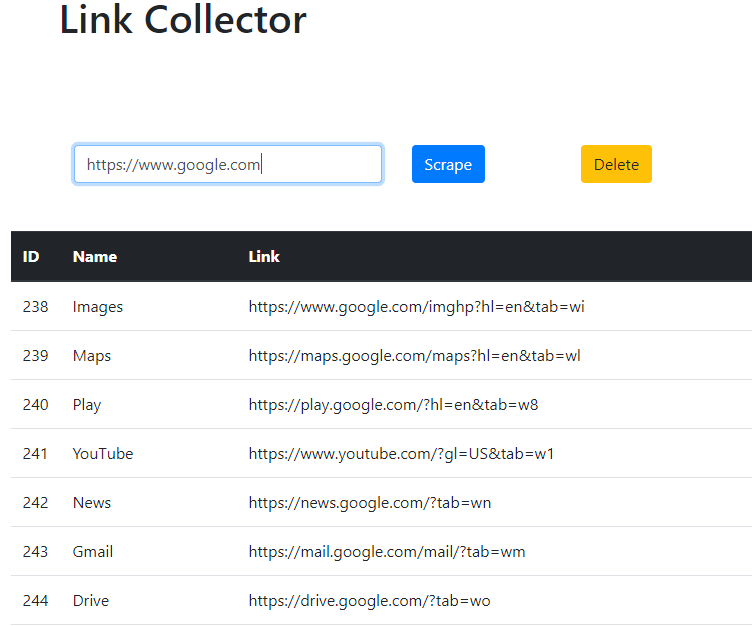 Link Collector
https://www.google.com Scrape Delete
ID Name Link
238 Images https://www.google.com/imghp?hl=en&tab=wi
239 Maps https://maps.google.com/maps?hl=en&tab=wl
240 Play https://play.google.com/?hl=en&tab=w8
241 YouTube https://www.youtube.com/?gl=US&tab=w1
242 News https://news.google.com/?tab=wn
243 Gmail https://mail.google.com/mail/?tab=wm
244 Drive https://drive.google.com/?tab=wo